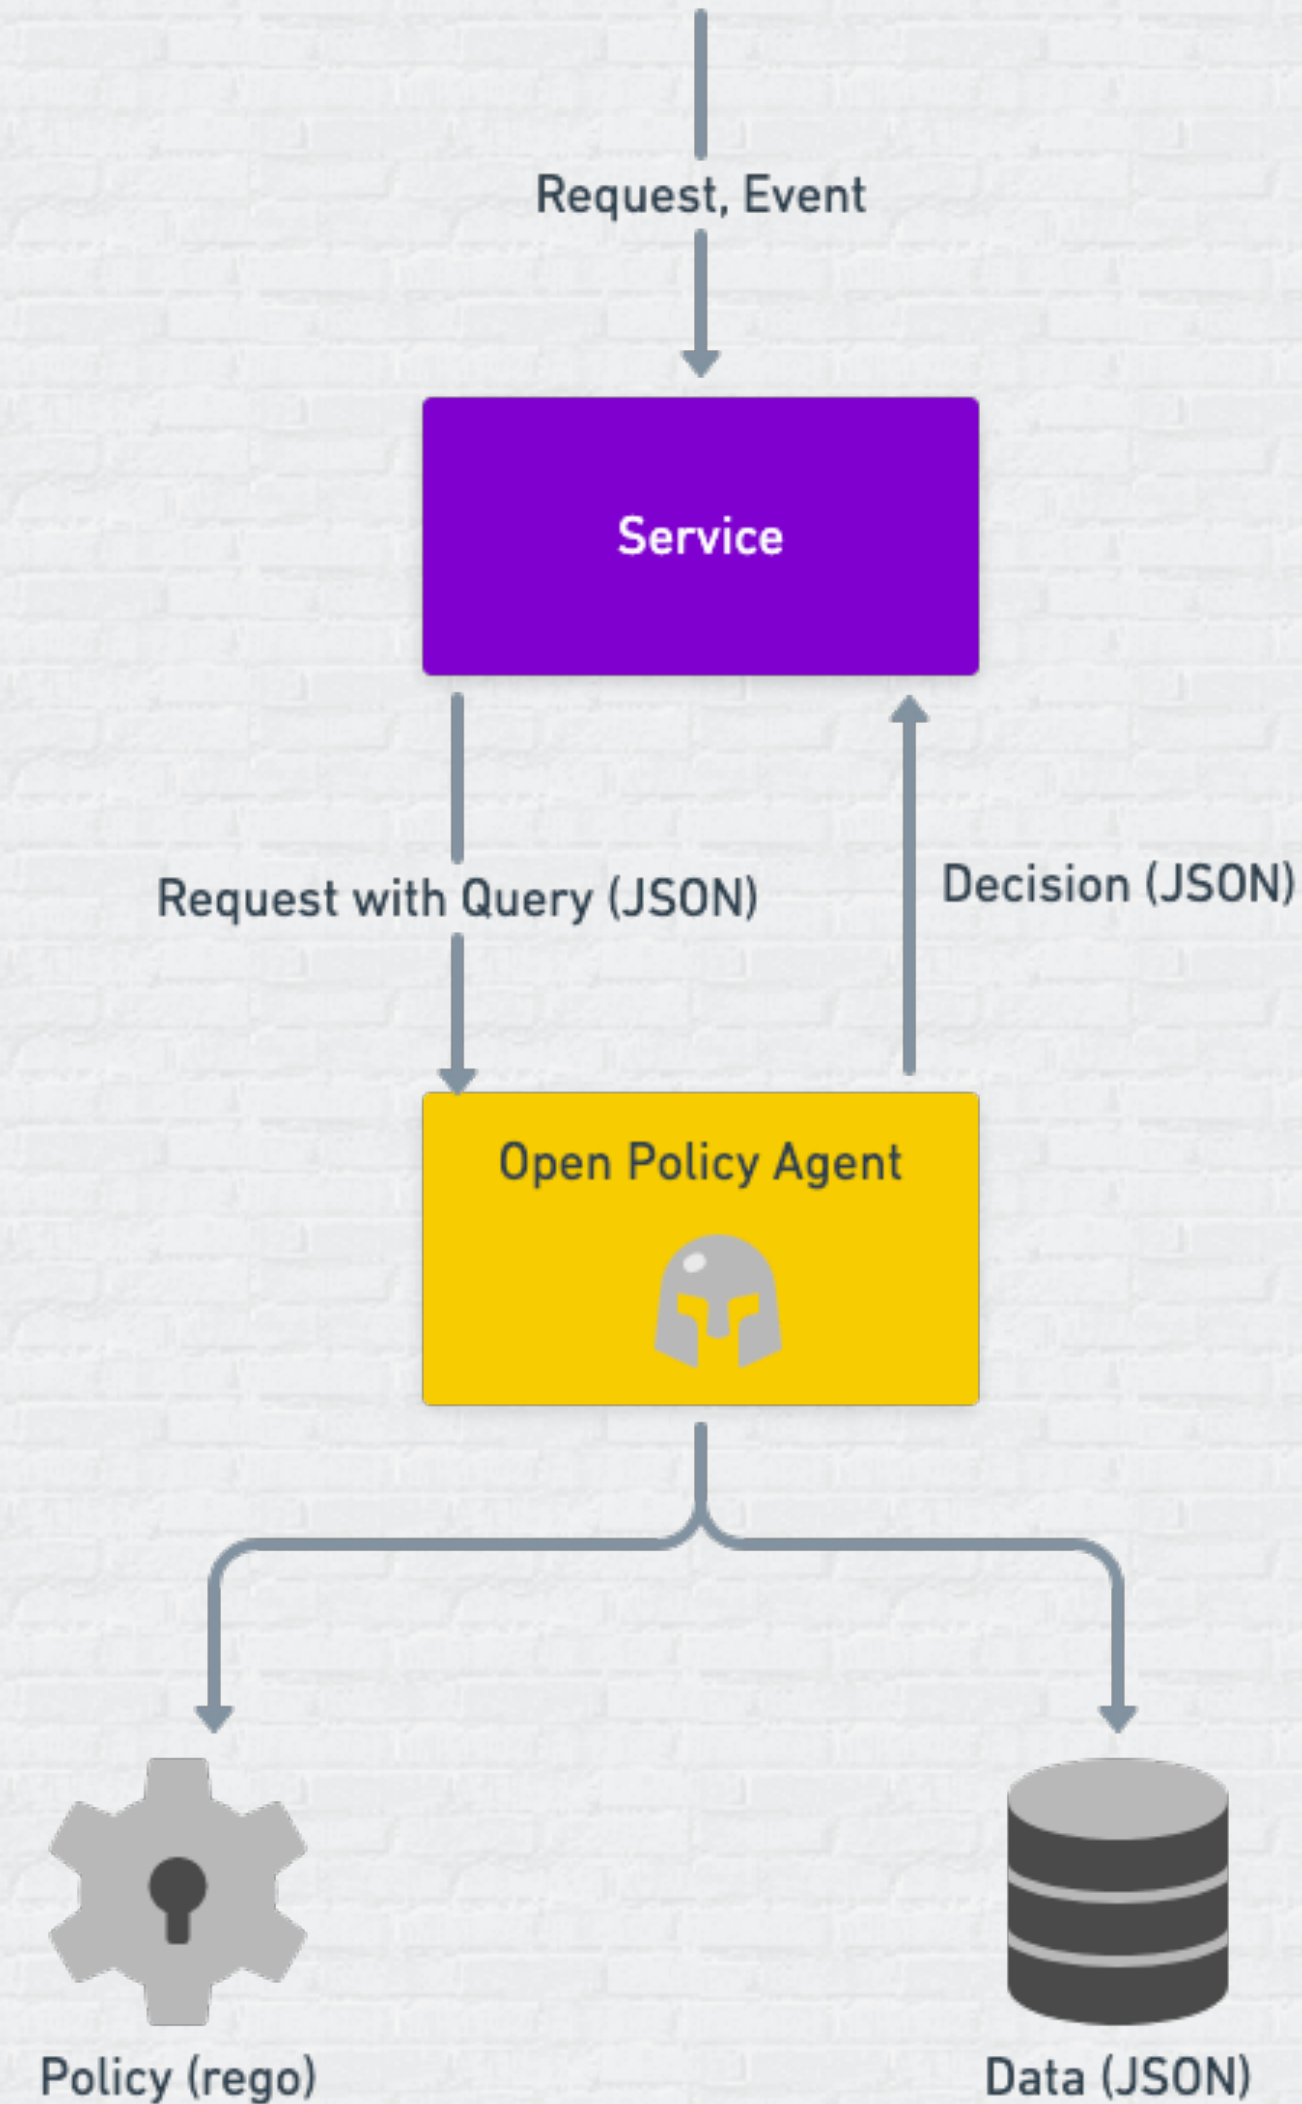 Request, Event
Service
Request with Query (JSON)
Decision (JSON)
Open Policy Agent
Policy (rego)
Data (JSON)